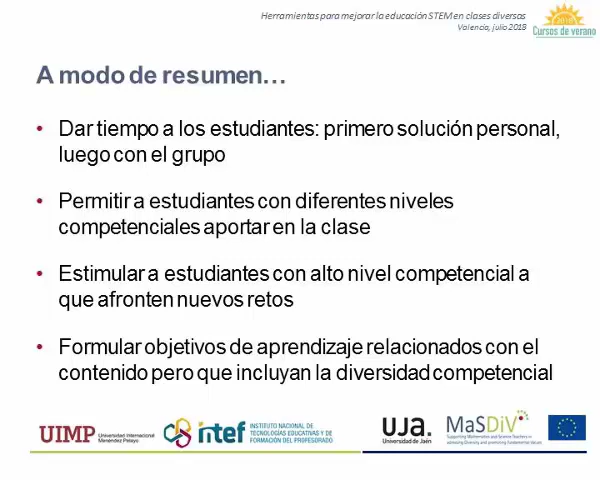 Herramientas para mejorar la educación STEM en clases diversas
Valencia, julio 2018
Cursos de verano
A modo de resumen…
• Dar tiempo a los estudiantes: primero solución personal,
luego con el grupo
• Permitir a estudiantes con diferentes niveles
competenciales aportar en la clase
• Estimular a estudiantes con alto nivel competencial a
que afronten nuevos retos
• Formular objetivos de aprendizaje relacionados con el
contenido pero que incluyan la diversidad competencial
UIMP
Universidad Internacional
Menéndez Pelayo
intef
INSTITUTO NACIONAL DE
TECNOLOGÍAS EDUCATIVAS Y DE
FORMACIÓN DEL PROFESORADO
uja.
Universidad de Jaén
MaSDiV
Supporting Mathematics and Science Teachers in
addressing Diversity and promoting Fundamental Values